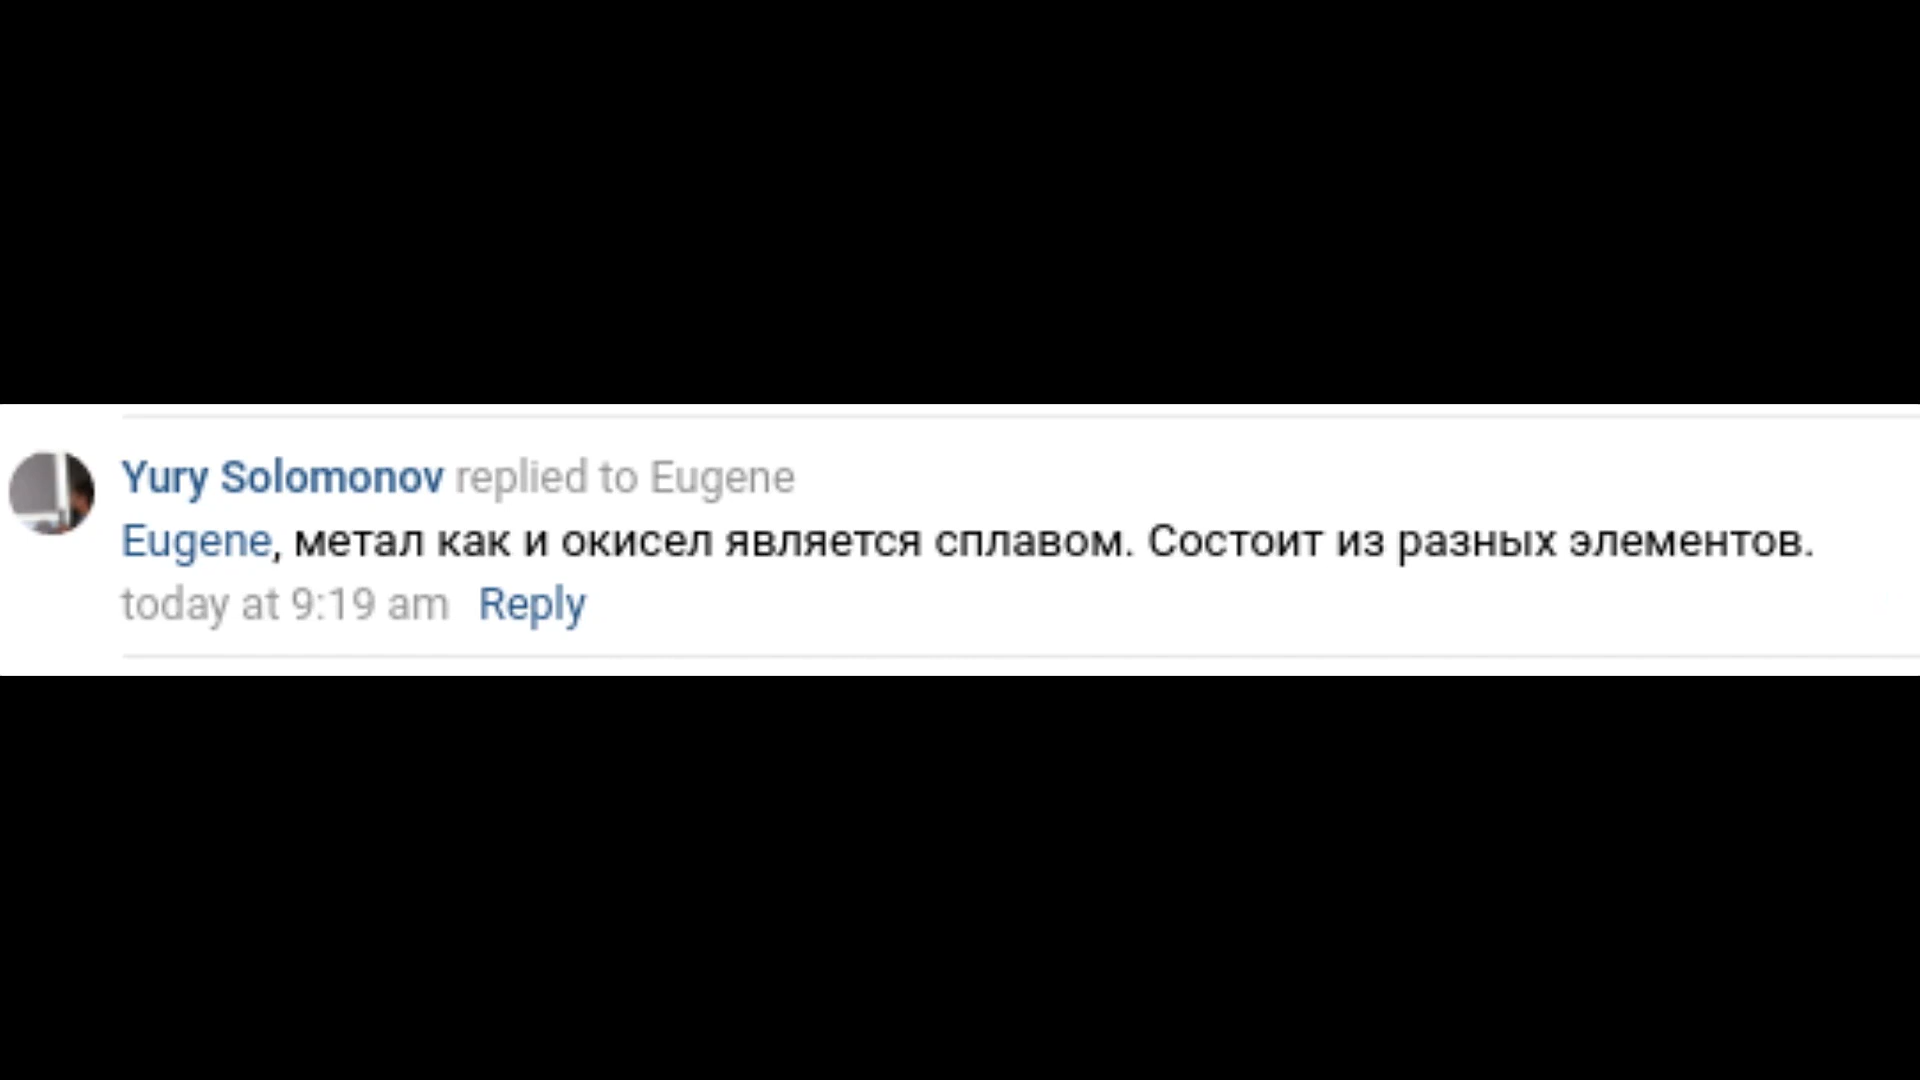 Yury Solomonov replied to Eugene
Eugene, метал как и окисел является сплавом. Состоит из разных элементов.
today at 9:19 am Reply